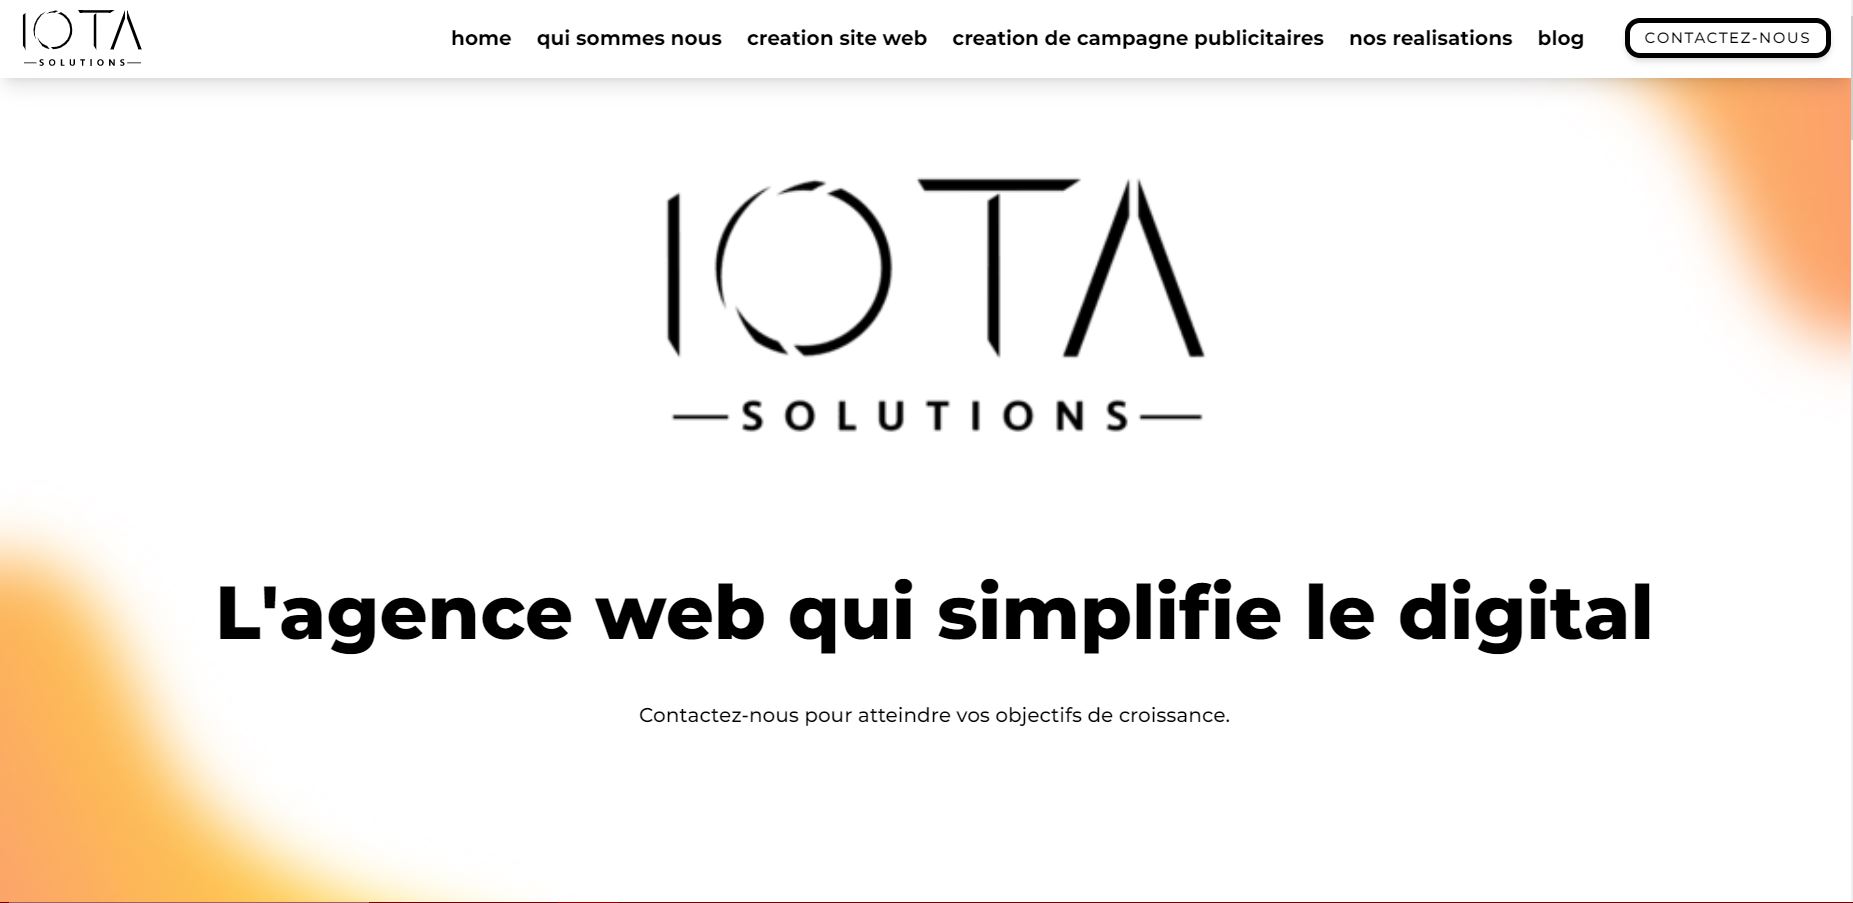 IOTA
SOLUTIONS
home qui sommes nous creation site web creation de campagne publicitaires nos realisations blog CONTACTEZ-NOUS
IOTA
SOLUTIONS
L'agence web qui simplifie le digital
Contactez-nous pour atteindre vos objectifs de croissance.